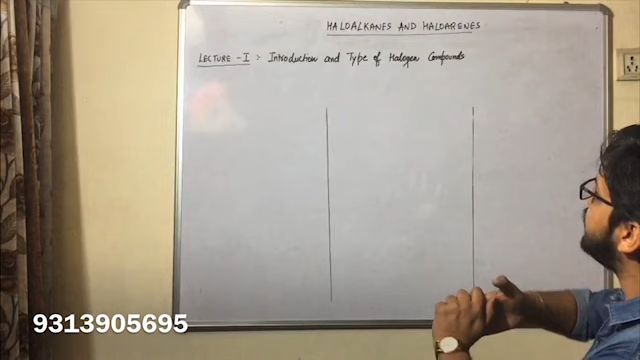 HALOALKANES AND HALOARENES
LECTURE - I :- Introduction and Type of Halogen Compounds
9313905695